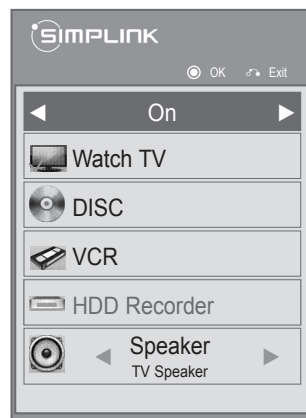 SIMPLINK
OK Exit
On
Watch TV
DISC
VCR
HDD Recorder
Speaker
TV Speaker